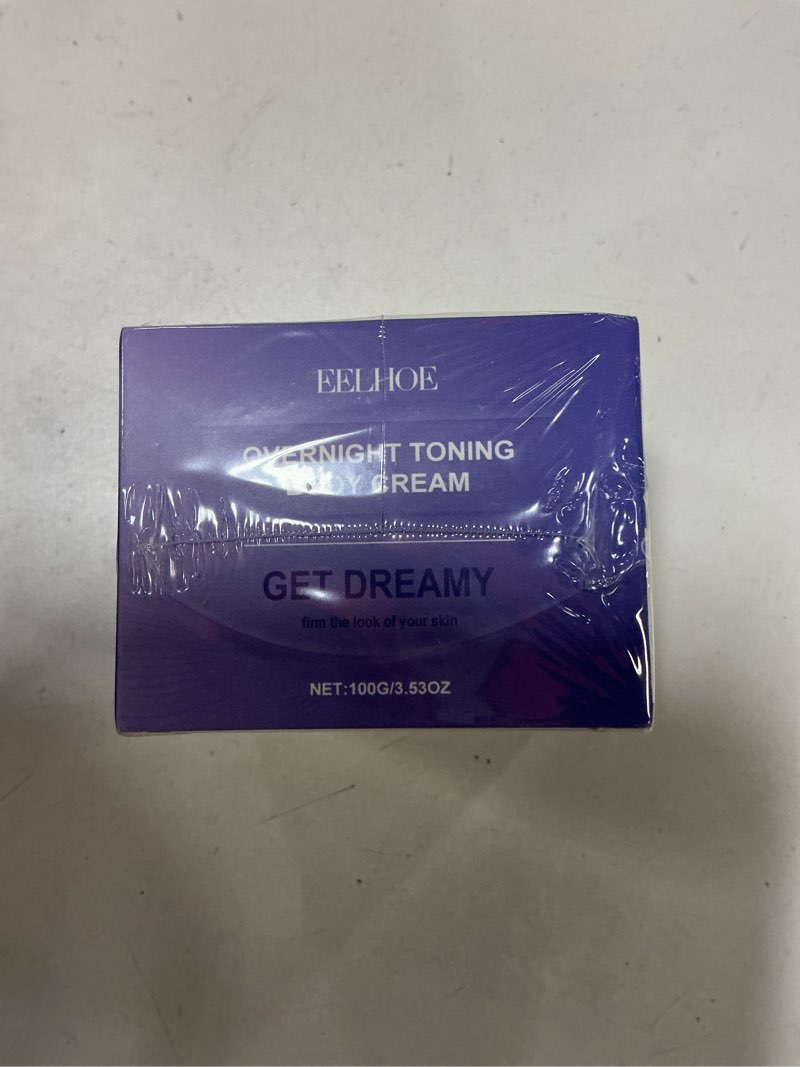 EELHOE
OVERNIGHT TONING
BODY CREAM
GET DREAMY
firm the look of your skin
NET:100G/3.53OZ